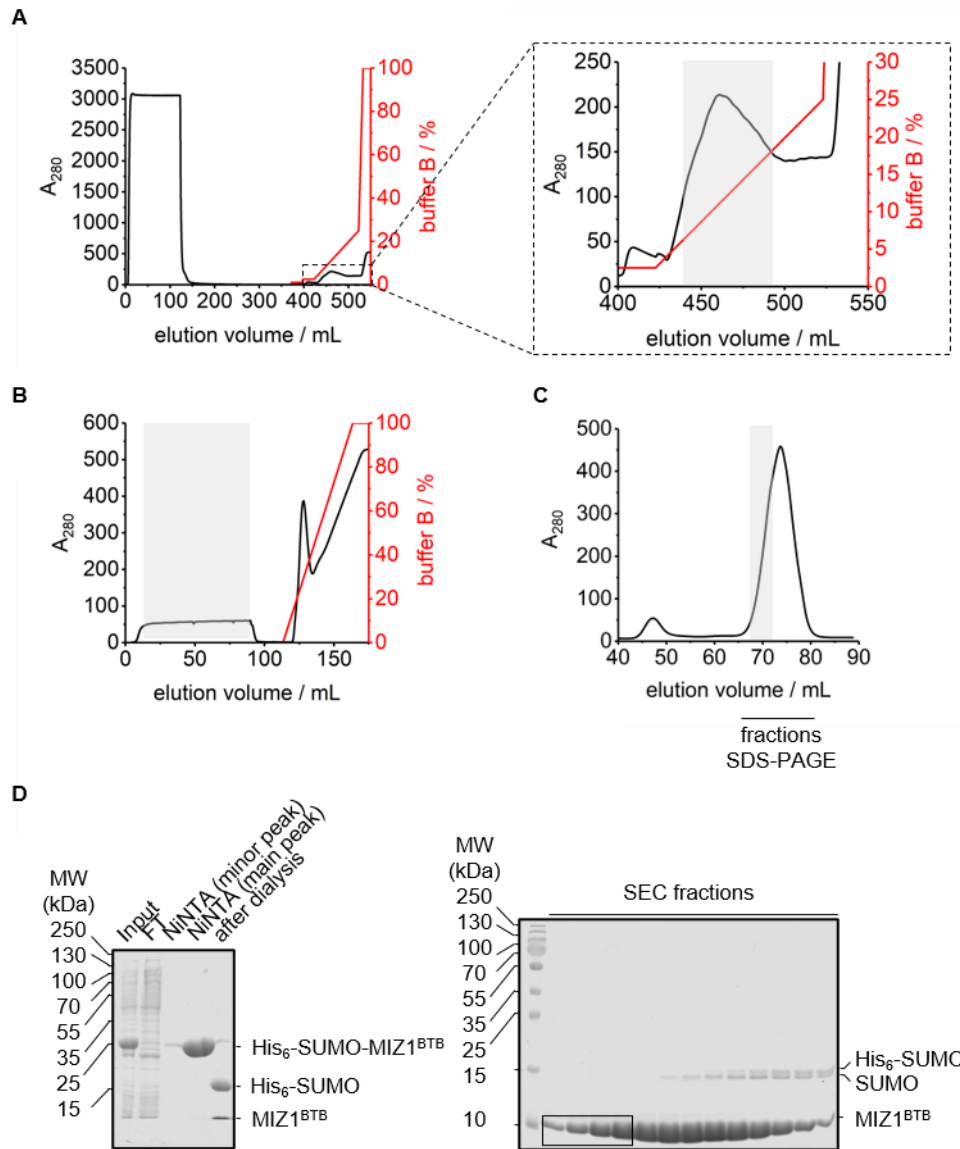 A
3500
3000
2500
2000
1500
1000
500
0
A280
0 100 200 300 400 500
elution volume / mL
100
80
60
40
20
0
buffer B / %
250
200
150
100
50
0
A280
400 450 500 550
elution volume / mL
30
25
20
15
10
5
0
buffer B / %
B
600
500
400
300
200
100
0
A280
0 50 100 150
elution volume / mL
100
80
60
40
20
0
buffer B / %
C
500
400
300
200
100
0
A280
40 50 60 70 80 90
elution volume / mL
fractions
SDS-PAGE
D
MW
(kDa)
250
130
100
70
55
35
25
15
Input
FT
NiNTA (minor peak)
NiNTA (main peak)
after dialysis
His6-SUMO-MIZ1BTB
His6-SUMO
MIZ1BTB
MW
(kDa)
250
130
100
70
55
35
25
15
10
SEC fractions
His6-SUMO
SUMO
MIZ1BTB